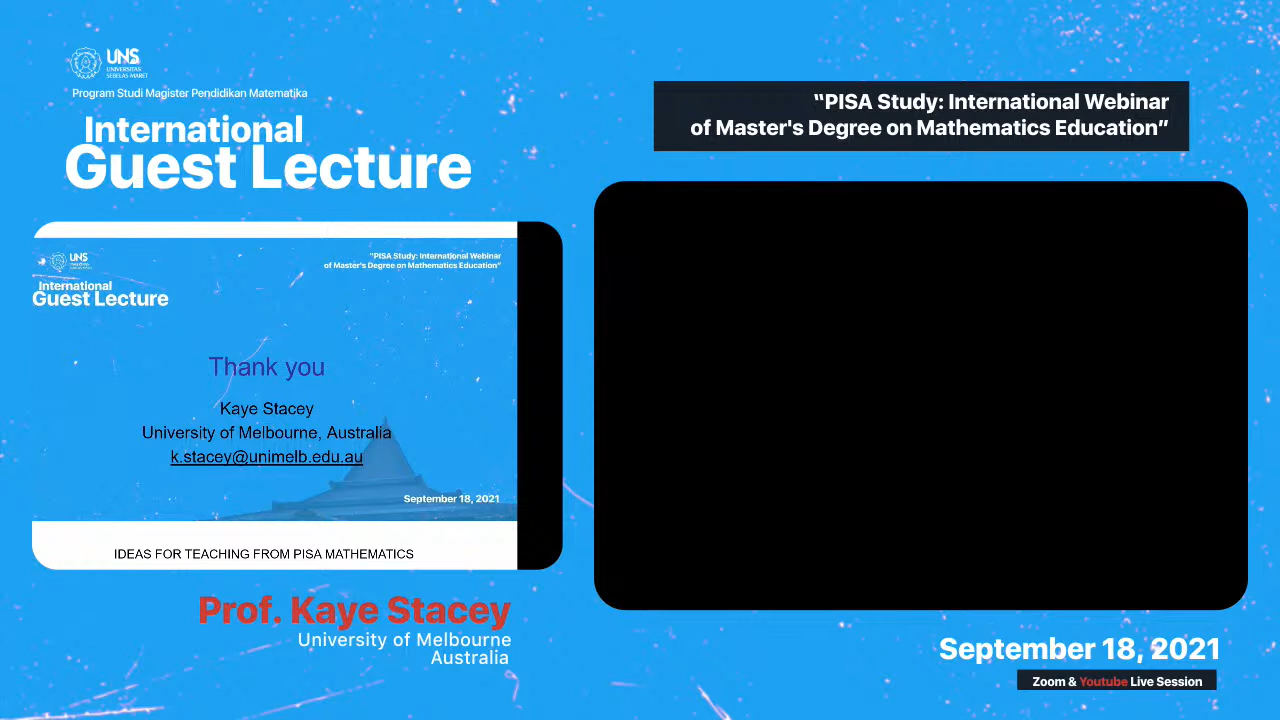 UNS
UNIVERSITAS
SEBELAS MARET
Program Studi Magister Pendidikan Matematika
International
Guest Lecture
"PISA Study: International Webinar
of Master's Degree on Mathematics Education"
UNS
"PISA Study: International Webinar
of Master's Degree on Mathematics Education"
International
Guest Lecture
Thank you
Kaye Stacey
University of Melbourne, Australia
k.stacey@unimelb.edu.au
September 18, 2021
IDEAS FOR TEACHING FROM PISA MATHEMATICS
Prof. Kaye Stacey
University of Melbourne
Australia
September 18, 2021
Zoom & Youtube Live Session